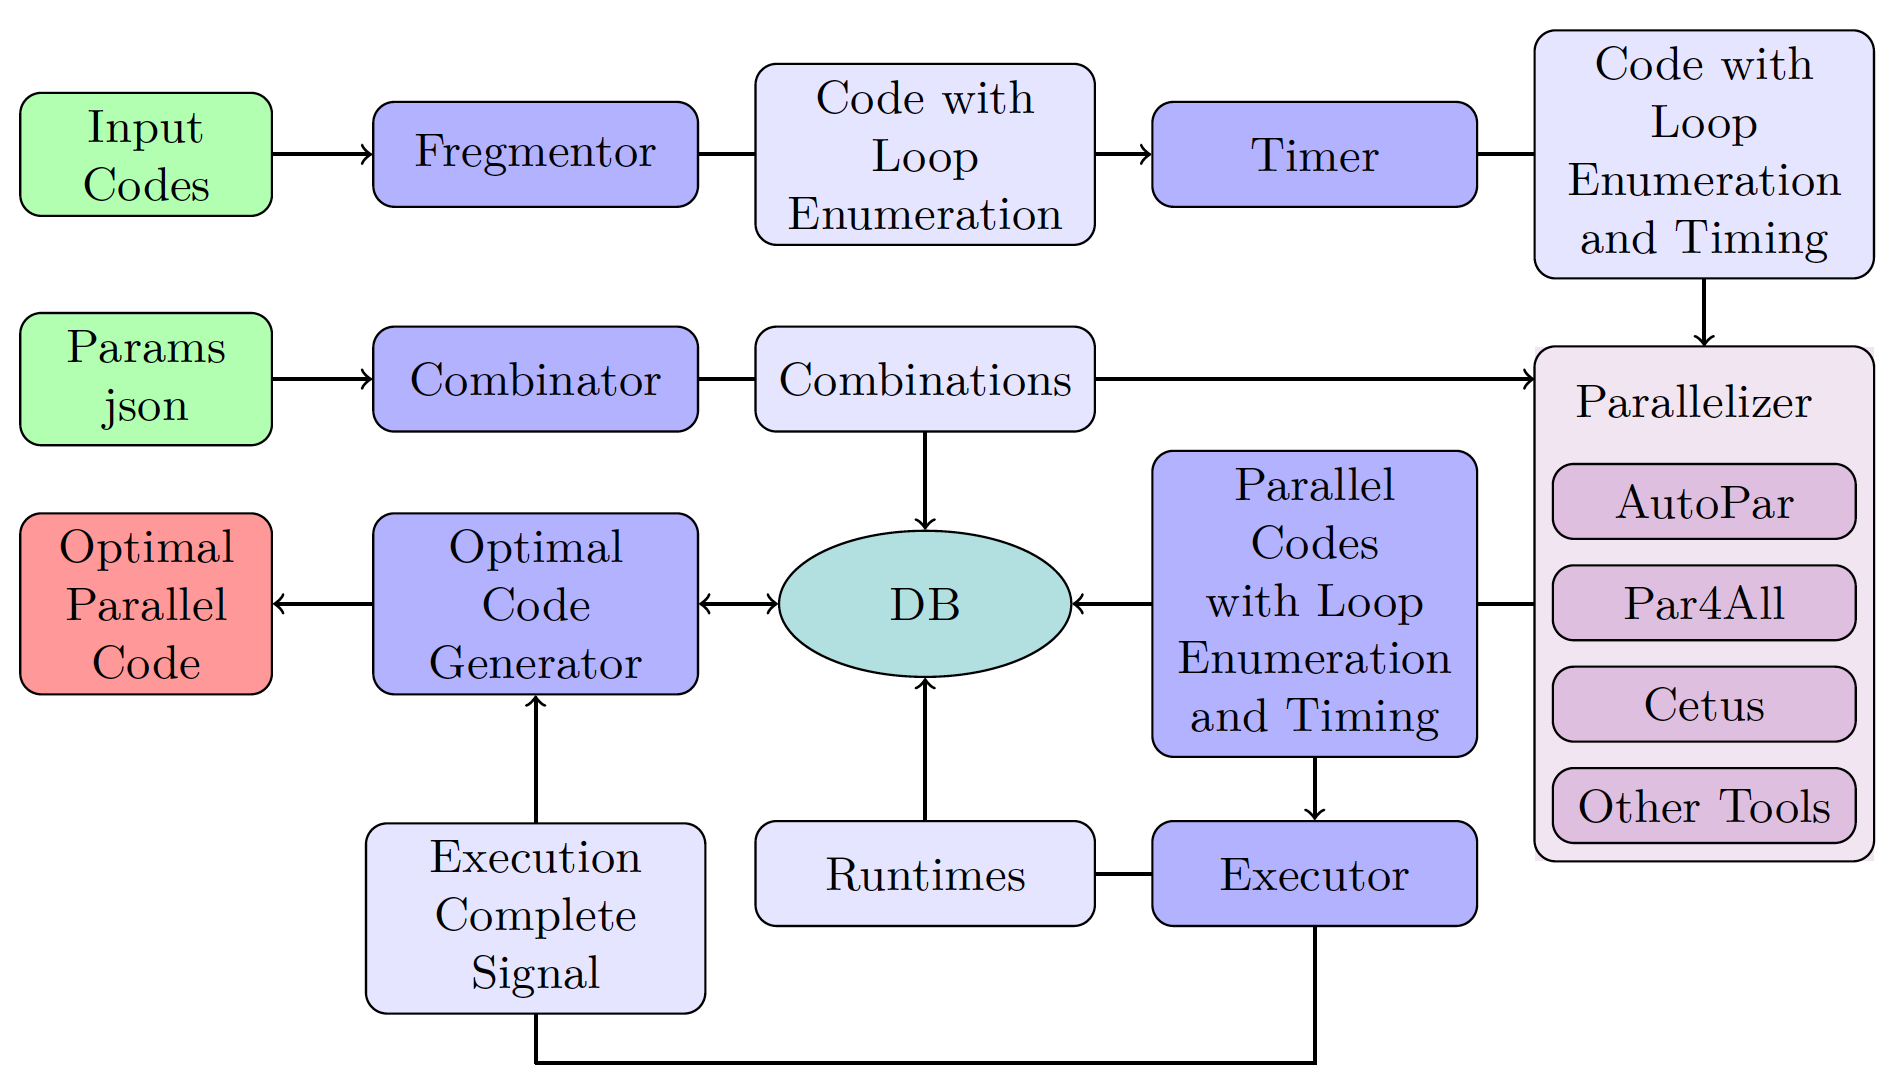 Input
Codes
Fregmentor
Code with
Loop
Enumeration
Timer
Code with
Loop
Enumeration
and Timing
Params
json
Combinator
Combinations
Parallelizer
AutoPar
Par4All
Cetus
Other Tools
Optimal
Parallel
Code
Optimal
Code
Generator
DB
Parallel
Codes
with Loop
Enumeration
and Timing
Execution
Complete
Signal
Runtimes
Executor